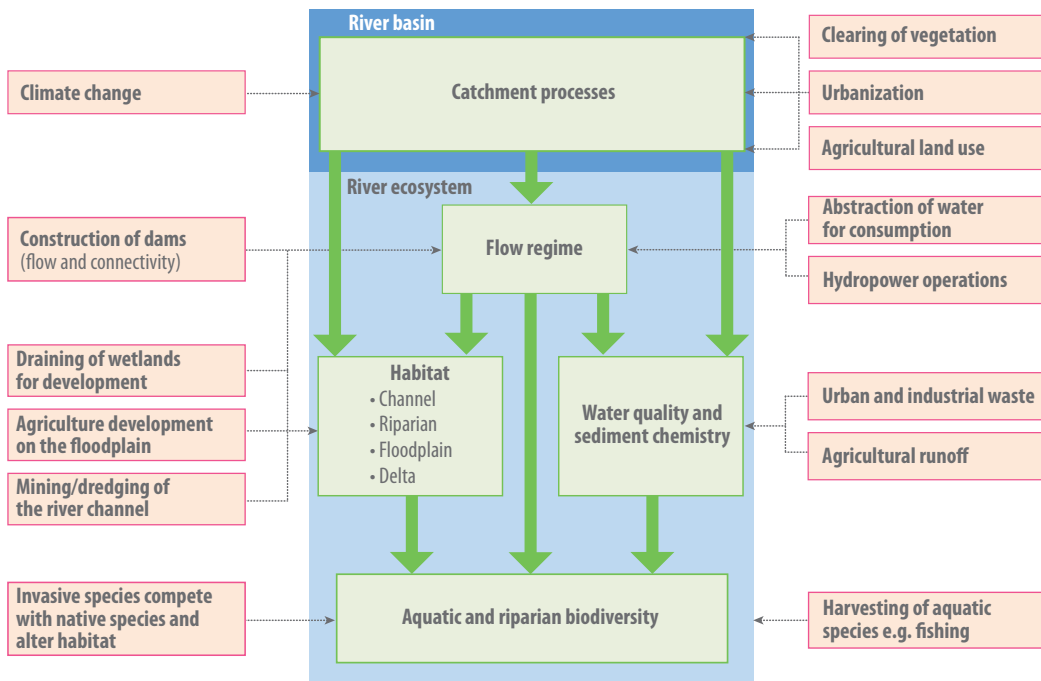 River basin
Clearing of vegetation
Climate change
Catchment processes
Urbanization
Agricultural land use
River ecosystem
Construction of dams
(flow and connectivity)
Flow regime
Abstraction of water
for consumption
Hydropower operations
Draining of wetlands
for development
Agriculture development
on the floodplain
Mining/dredging of
the river channel
Habitat
• Channel
• Riparian
• Floodplain
• Delta
Water quality and
sediment chemistry
Urban and industrial waste
Agricultural runoff
Invasive species compete
with native species and
alter habitat
Aquatic and riparian biodiversity
Harvesting of aquatic
species e.g. fishing